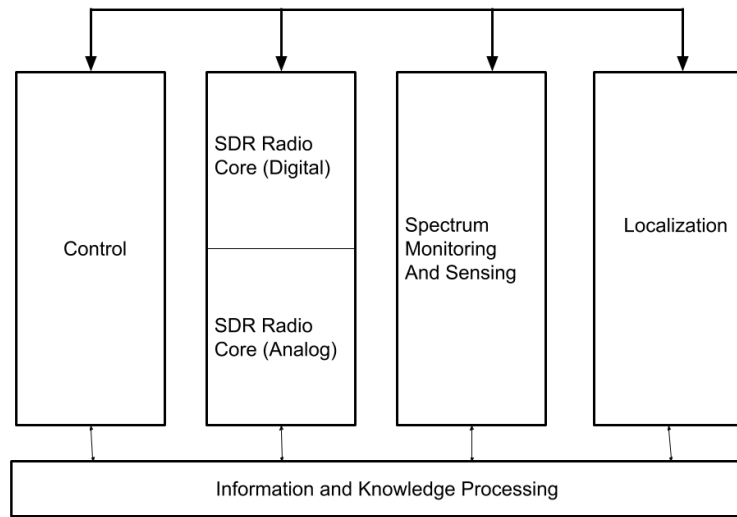 Control
SDR Radio
Core (Digital)
SDR Radio
Core (Analog)
Spectrum
Monitoring
And Sensing
Localization
Information and Knowledge Processing